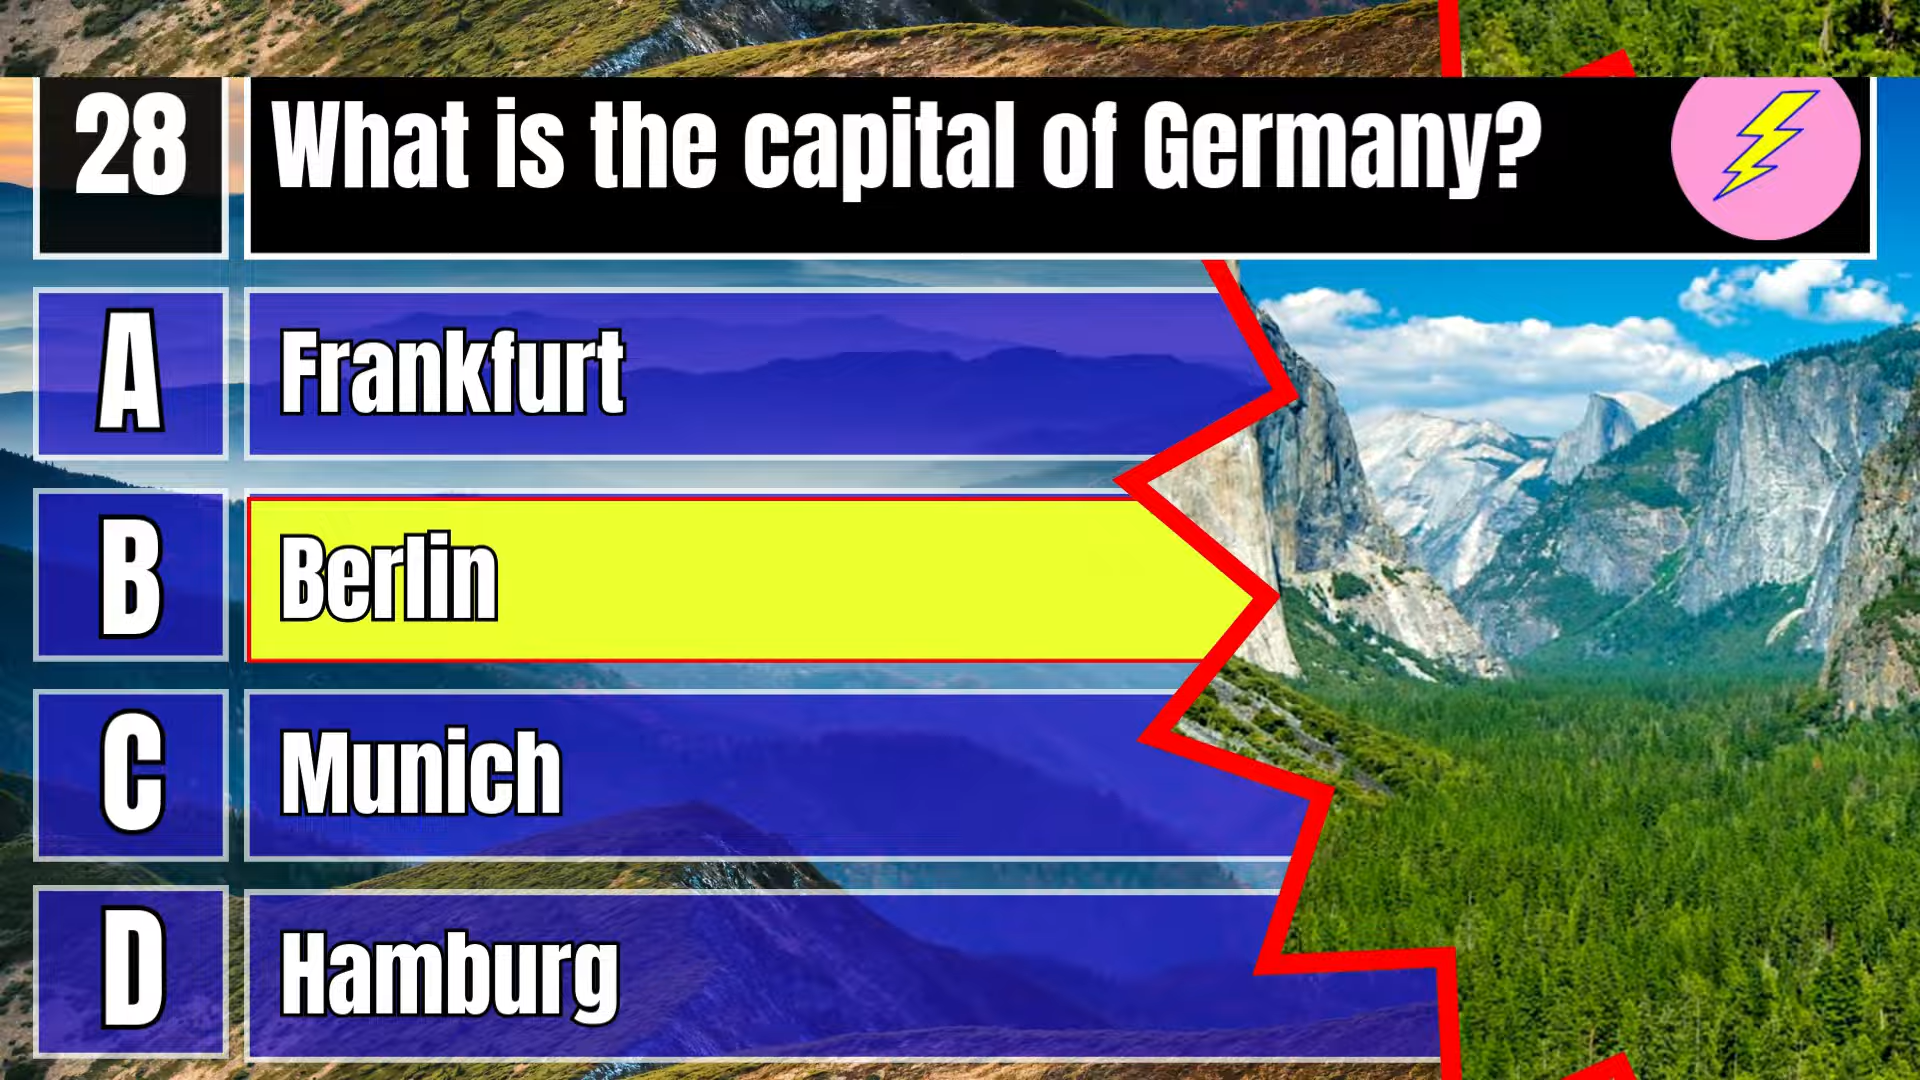 28
What is the capital of Germany?
A
Frankfurt
B
Berlin
C
Munich
D
Hamburg